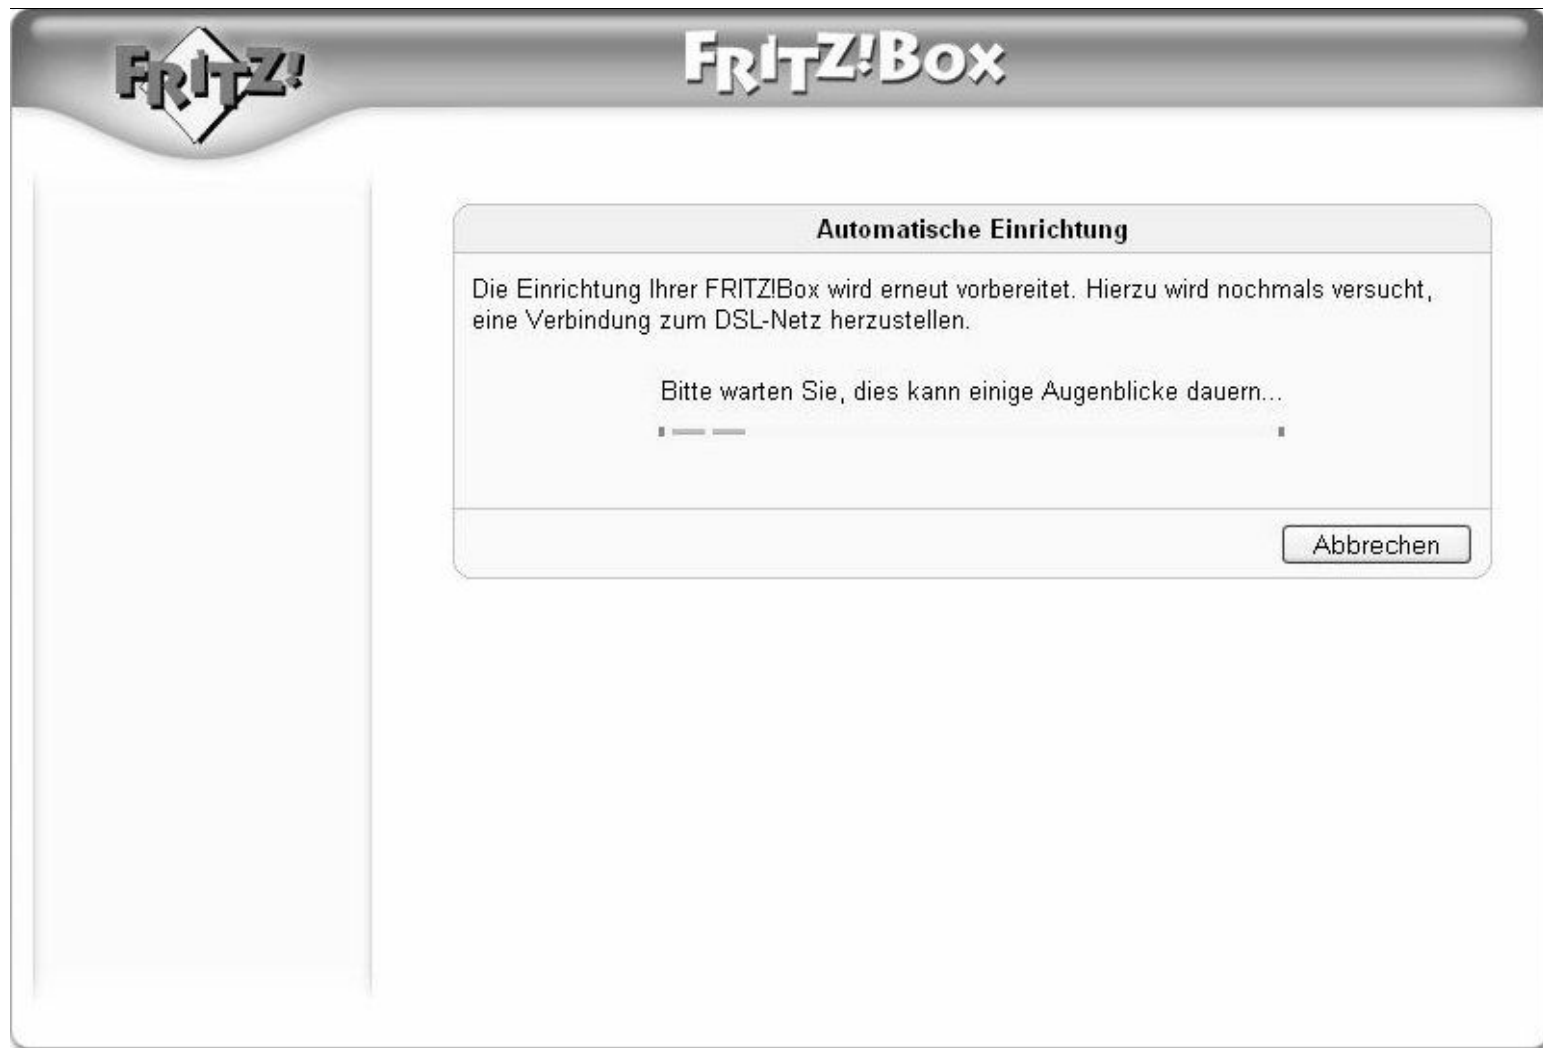 FRITZ!
FRITZ!BOX
Automatische Einrichtung
Die Einrichtung Ihrer FRITZ!Box wird erneut vorbereitet. Hierzu wird nochmals versucht,
eine Verbindung zum DSL-Netz herzustellen.
Bitte warten Sie, dies kann einige Augenblicke dauern...
Abbrechen